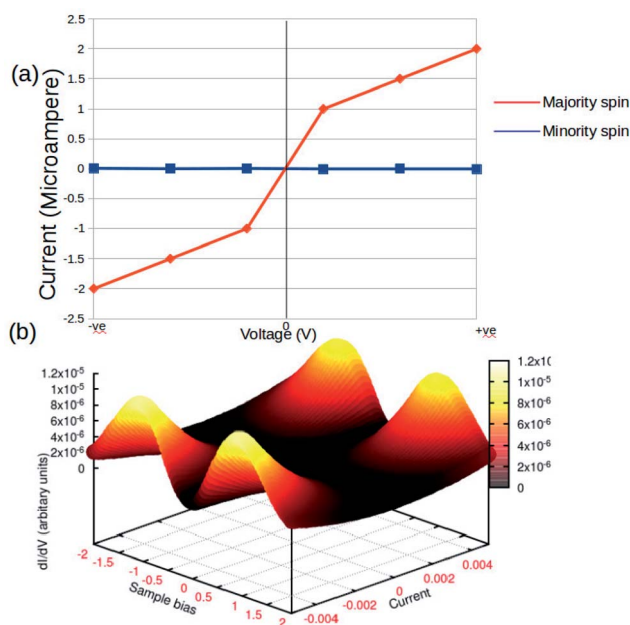 (a)
Current (Microampere)
2.5
2
1.5
1
0.5
0
-0.5
-1
-1.5
-2
-2.5
-ve
0
+ve
Voltage (V)
Majority spin
Minority spin
(b)
dI/dV (arbitary units)
1.2x10⁻⁵
1x10⁻⁵
8x10⁻⁶
6x10⁻⁶
4x10⁻⁶
2x10⁻⁶
0
-2
-1.5
-1
-0.5
0
0.5
1
1.5
2
Sample bias
-0.004
-0.002
0
0.002
0.004
Current
1.2x10
1x10⁻⁵
8x10⁻⁶
6x10⁻⁶
4x10⁻⁶
2x10⁻⁶
0